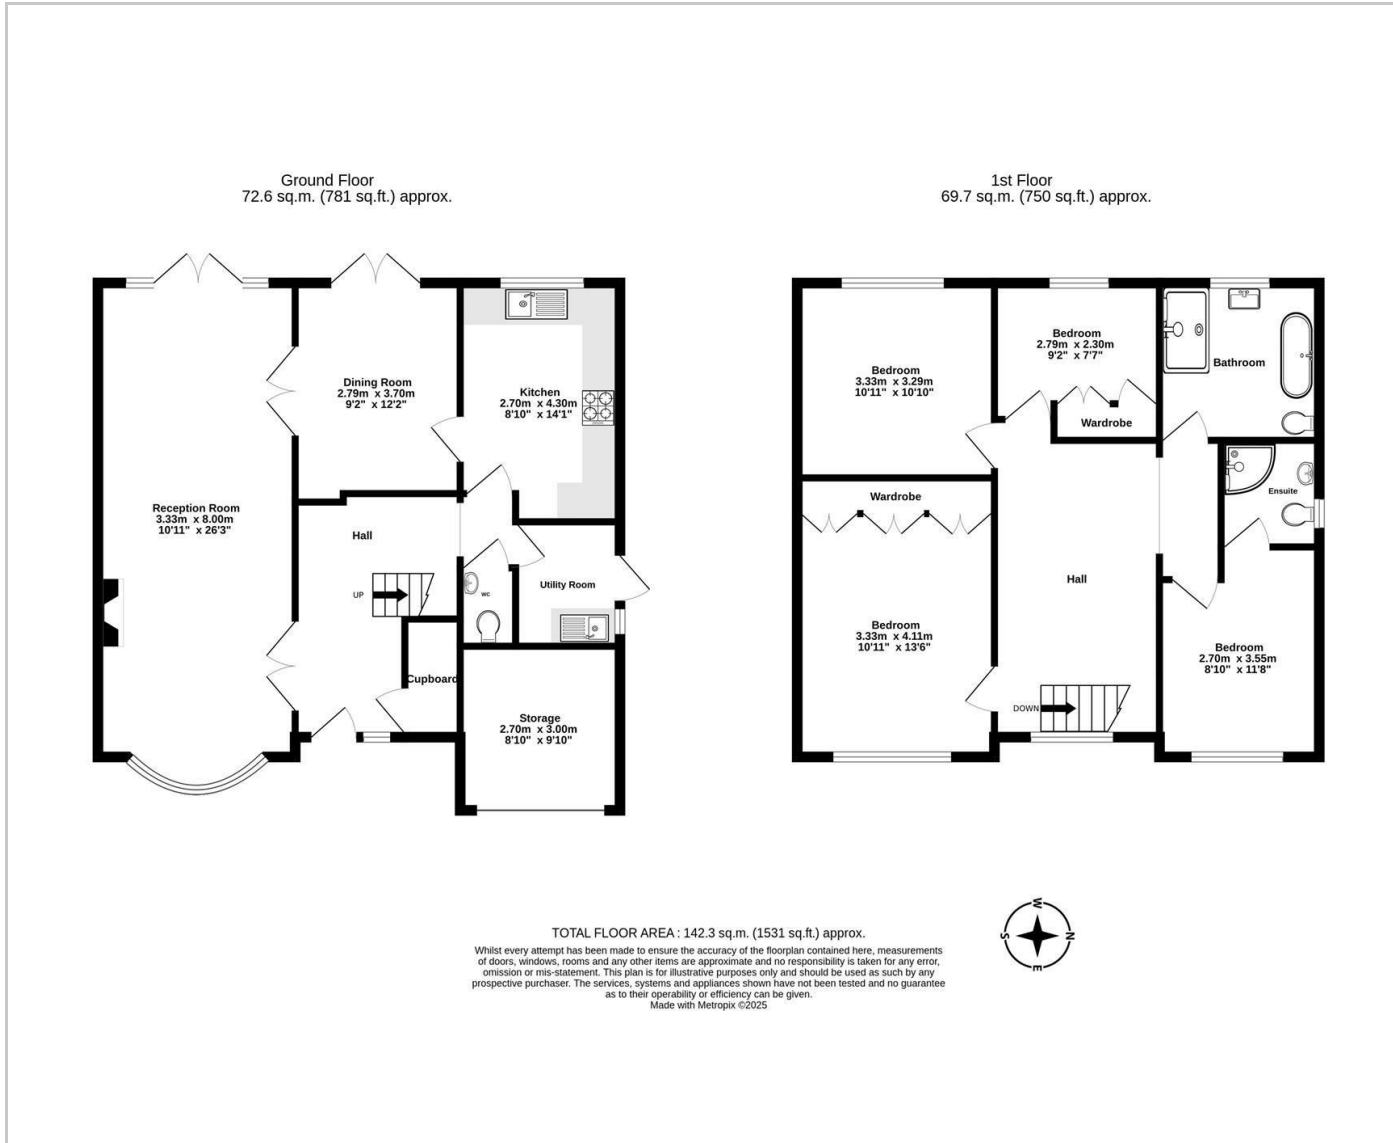 Ground Floor
72.6 sq.m. (781 sq.ft.) approx.
1st Floor
69.7 sq.m. (750 sq.ft.) approx.
Reception Room
3.33m x 8.00m
10'11" x 26'3"
Dining Room
2.79m x 3.70m
9'2" x 12'2"
Kitchen
2.70m x 4.30m
8'10" x 14'1"
Hall
UP
WC
Utility Room
Cupboard
Storage
2.70m x 3.00m
8'10" x 9'10"
Bedroom
3.33m x 3.29m
10'11" x 10'10"
Bedroom
2.79m x 2.30m
9'2" x 7'7"
Wardrobe
Bathroom
Ensuite
Wardrobe
Bedroom
3.33m x 4.11m
10'11" x 13'6"
Hall
DOWN
Bedroom
2.70m x 3.55m
8'10" x 11'8"
W
N
S
E
TOTAL FLOOR AREA : 142.3 sq.m. (1531 sq.ft.) approx.
Whilst every attempt has been made to ensure the accuracy of the floorplan contained here, measurements
of doors, windows, rooms and any other items are approximate and no responsibility is taken for any error,
omission or mis-statement. This plan is for illustrative purposes only and should be used as such by any
prospective purchaser. The services, systems and appliances shown have not been tested and no guarantee
as to their operability or efficiency can be given.
Made with Metropix ©2025